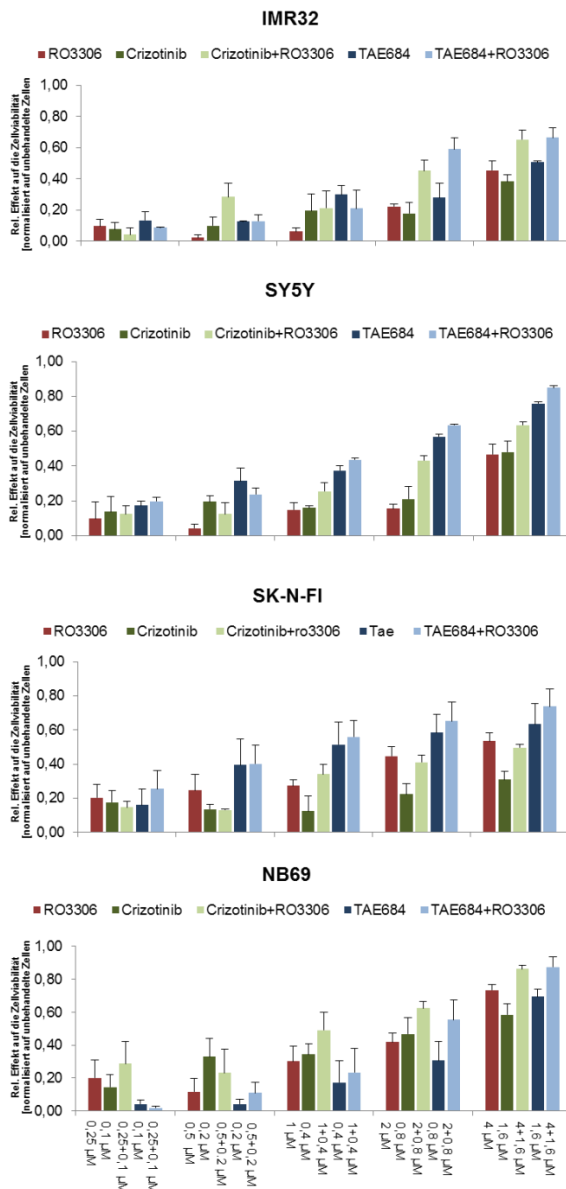 IMR32
RO3306 Crizotinib Crizotinib+RO3306 TAE684 TAE684+RO3306
Rel. Effekt auf die Zellviabilität
[normalisiert auf unbehandelte Zellen
1,00
0,80
0,60
0,40
0,20
0,00
SY5Y
RO3306 Crizotinib Crizotinib+RO3306 TAE684 TAE684+RO3306
Rel. Effekt auf die Zellviabilität
[normalisiert auf unbehandelte Zellen
1,00
0,80
0,60
0,40
0,20
0,00
SK-N-FI
RO3306 Crizotinib Crizotinib+ro3306 Tae TAE684+RO3306
Rel. Effekt auf die Zellviabilität
[normalisiert auf unbehandelte Zellen
1,00
0,80
0,60
0,40
0,20
0,00
NB69
RO3306 Crizotinib Crizotinib+RO3306 TAE684 TAE684+RO3306
Rel. Effekt auf die Zellviabilität
[normalisiert auf unbehandelte Zellen
1,00
0,80
0,60
0,40
0,20
0,00
0,25 µM
0,1 µM
0,25+0,1 µM
0,1 µM
0,25+0,1 µM
0,5 µM
0,2 µM
0,5+0,2 µM
0,2 µM
0,5+0,2 µM
1 µM
0,4 µM
1+0,4 µM
0,4 µM
1+0,4 µM
2 µM
0,8 µM
2+0,8 µM
0,8 µM
2+0,8 µM
4 µM
1,6 µM
4+1,6 µM
1,6 µM
4+1,6 µM